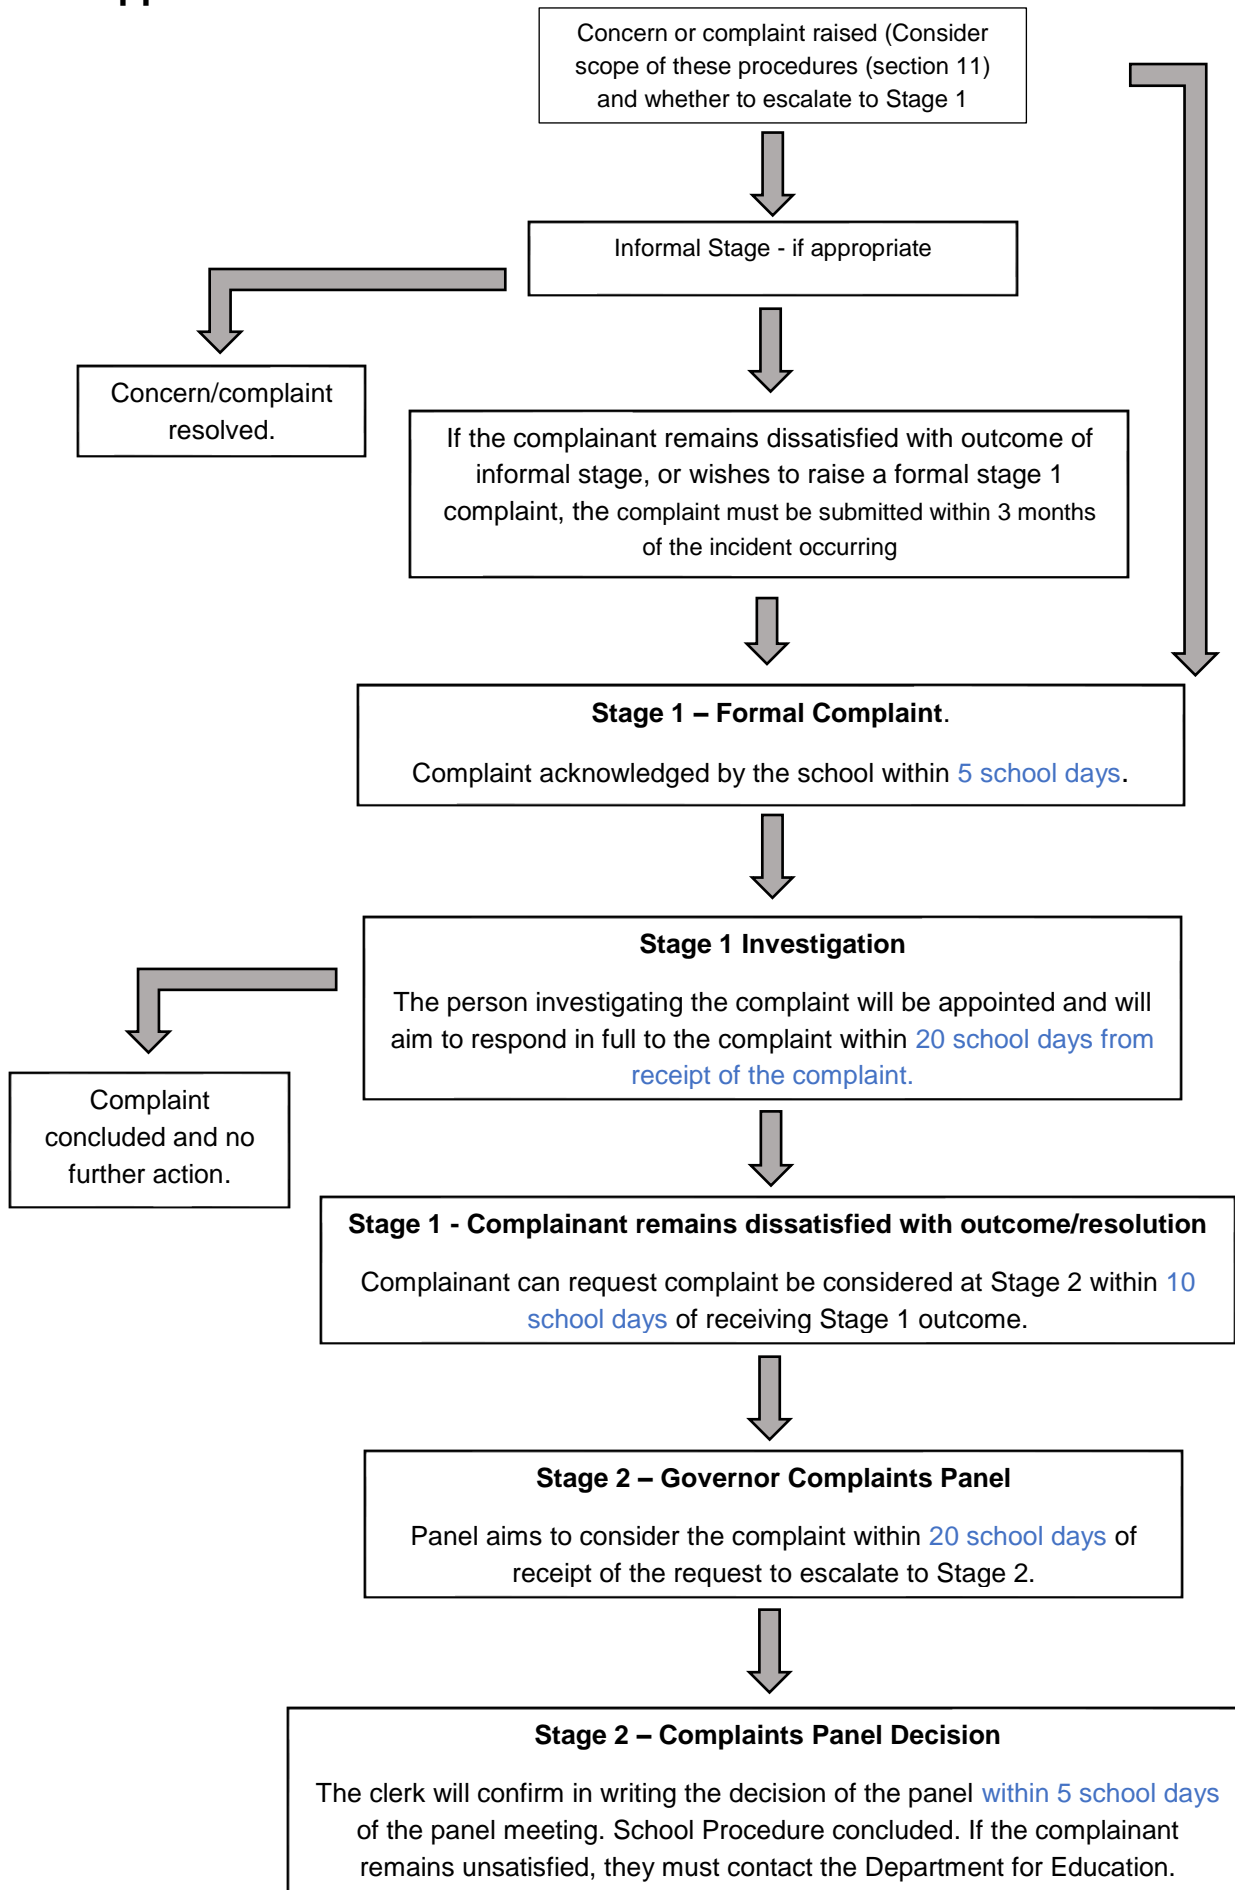 Concern or complaint raised (Consider
scope of these procedures (section 11)
and whether to escalate to Stage 1
Informal Stage - if appropriate
Concern/complaint
resolved.
If the complainant remains dissatisfied with outcome of
informal stage, or wishes to raise a formal stage 1
complaint, the complaint must be submitted within 3 months
of the incident occurring
Stage 1 – Formal Complaint.
Complaint acknowledged by the school within 5 school days.
Stage 1 Investigation
The person investigating the complaint will be appointed and will
aim to respond in full to the complaint within 20 school days from
receipt of the complaint.
Complaint
concluded and no
further action.
Stage 1 - Complainant remains dissatisfied with outcome/resolution
Complainant can request complaint be considered at Stage 2 within 10
school days of receiving Stage 1 outcome.
Stage 2 – Governor Complaints Panel
Panel aims to consider the complaint within 20 school days of
receipt of the request to escalate to Stage 2.
Stage 2 – Complaints Panel Decision
The clerk will confirm in writing the decision of the panel within 5 school days
of the panel meeting. School Procedure concluded. If the complainant
remains unsatisfied, they must contact the Department for Education.